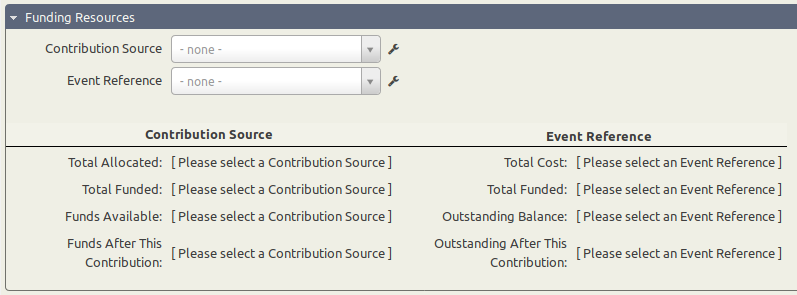 Funding Resources
Contribution Source - none -
Event Reference - none -
Contribution Source Event Reference
Total Allocated: [ Please select a Contribution Source ] Total Cost: [ Please select an Event Reference ]
Total Funded: [ Please select a Contribution Source ] Total Funded: [ Please select an Event Reference ]
Funds Available: [ Please select a Contribution Source ] Outstanding Balance: [ Please select an Event Reference ]
Funds After This
Contribution: [ Please select a Contribution Source ] Outstanding After This
Contribution: [ Please select an Event Reference ]